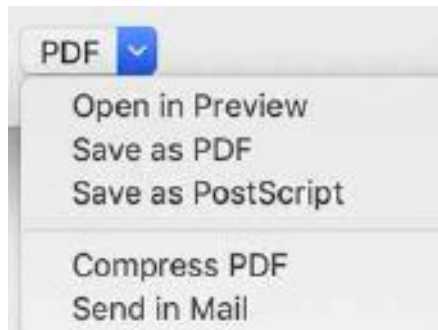 PDF
Open in Preview
Save as PDF
Save as PostScript
Compress PDF
Send in Mail